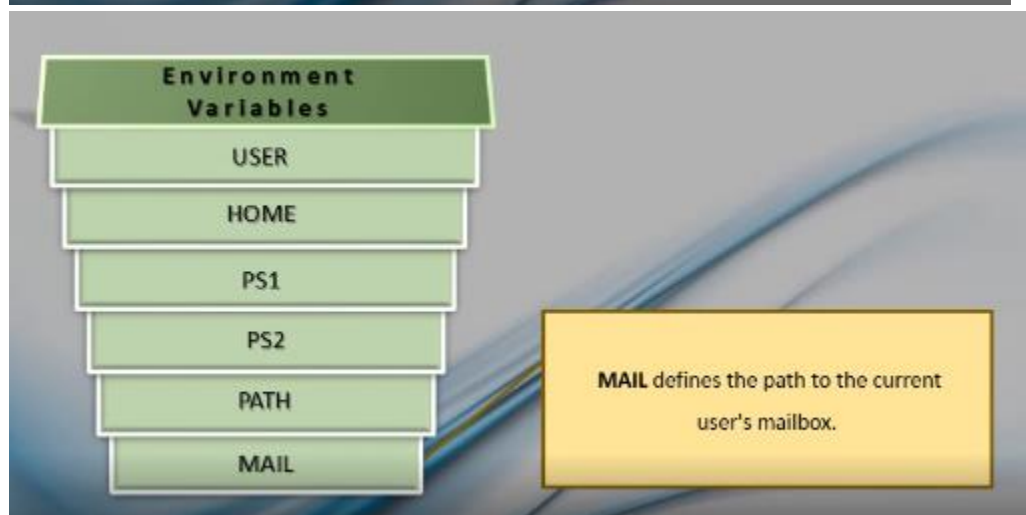 Environment
Variables
USER
HOME
PS1
PS2
PATH
MAIL
MAIL defines the path to the current
user's mailbox.